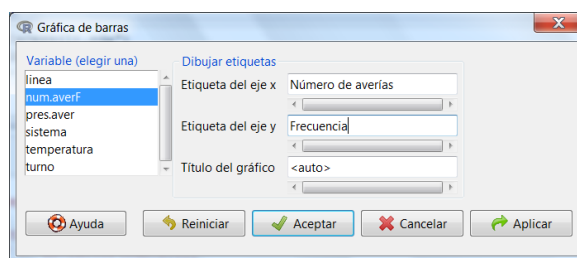 Gráfica de barras
Variable (elegir una)
linea
num.averF
pres.aver
sistema
temperatura
turno
Dibujar etiquetas
Etiqueta del eje x Número de averías
Etiqueta del eje y Frecuencia
Título del gráfico <auto>
Ayuda Reiniciar Aceptar Cancelar Aplicar